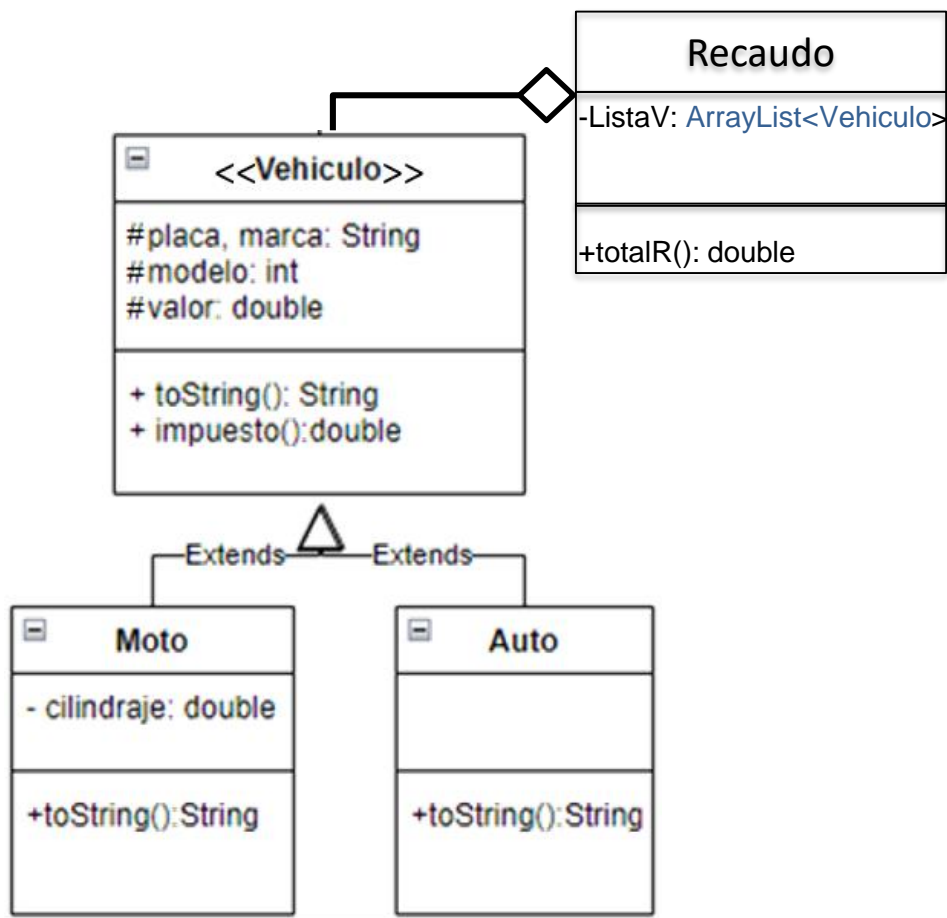 Recaudo
-ListaV: ArrayList<Vehiculo>
+totalR(): double
<<Vehiculo>>
#placa, marca: String
#modelo: int
#valor: double
+ toString(): String
+ impuesto():double
Extends
Extends
Moto
- cilindraje: double
+toString():String
Auto
+toString():String